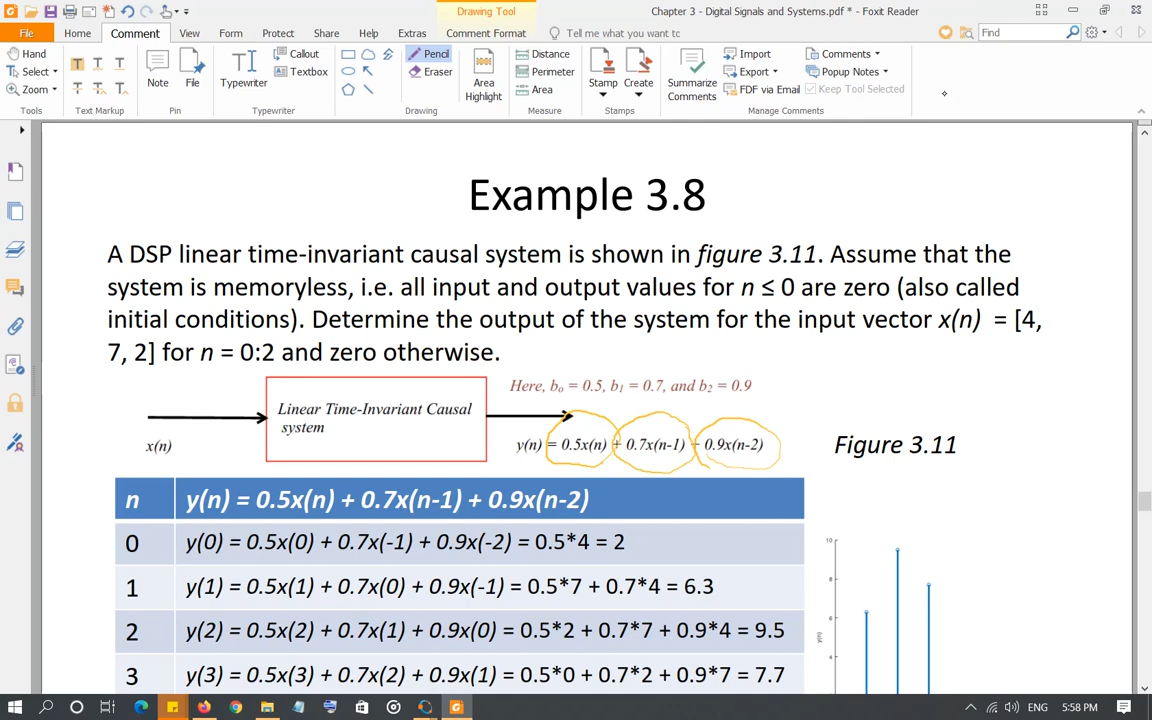 Drawing Tool
Chapter 3 - Digital Signals and Systems.pdf * - Foxit Reader
File Home Comment View Form Protect Share Help Extras Comment Format Tell me what you want to do Find
Hand
Select
Zoom
Tools
Text Markup
Note
File
Pin
Typewriter
Callout
Textbox
Typewriter
Pencil
Eraser
Drawing
Area
Highlight
Distance
Perimeter
Area
Measure
Stamp
Create
Stamps
Summarize
Comments
Import
Export
FDF via Email
Comments
Popup Notes
Keep Tool Selected
Manage Comments
Example 3.8
A DSP linear time-invariant causal system is shown in figure 3.11. Assume that the
system is memoryless, i.e. all input and output values for n ≤ 0 are zero (also called
initial conditions). Determine the output of the system for the input vector x(n) = [4,
7, 2] for n = 0:2 and zero otherwise.
Here, bo = 0.5, b1 = 0.7, and b2 = 0.9
Linear Time-Invariant Causal
system
x(n)
y(n) = 0.5x(n) + 0.7x(n-1) + 0.9x(n-2)
Figure 3.11
n y(n) = 0.5x(n) + 0.7x(n-1) + 0.9x(n-2)
0 y(0) = 0.5x(0) + 0.7x(-1) + 0.9x(-2) = 0.5*4 = 2
1 y(1) = 0.5x(1) + 0.7x(0) + 0.9x(-1) = 0.5*7 + 0.7*4 = 6.3
2 y(2) = 0.5x(2) + 0.7x(1) + 0.9x(0) = 0.5*2 + 0.7*7 + 0.9*4 = 9.5
3 y(3) = 0.5x(3) + 0.7x(2) + 0.9x(1) = 0.5*0 + 0.7*2 + 0.9*7 = 7.7
10
8
6
4
y(n)
ENG 5:58 PM